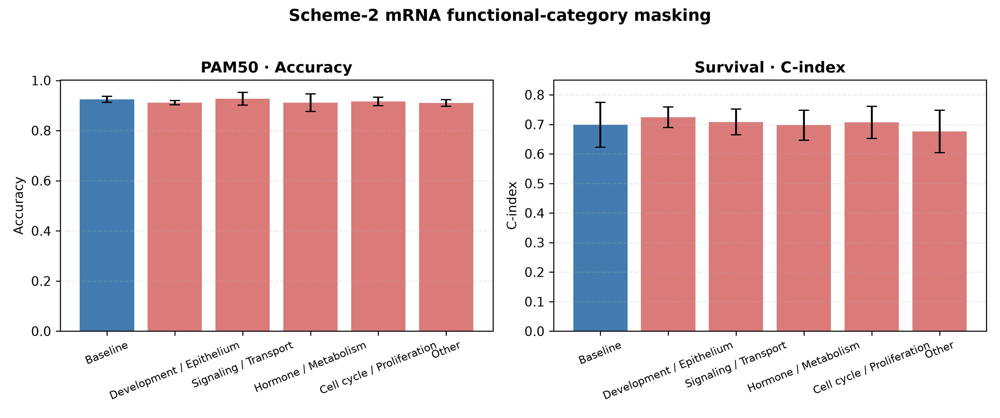 Scheme-2 mRNA functional-category masking
PAM50 · Accuracy
Accuracy
1.0
0.8
0.6
0.4
0.2
0.0
Baseline
Development / Epithelium
Signaling / Transport
Hormone / Metabolism
Cell cycle / Proliferation
Other
Survival · C-index
C-index
0.8
0.7
0.6
0.5
0.4
0.3
0.2
0.1
0.0
Baseline
Development / Epithelium
Signaling / Transport
Hormone / Metabolism
Cell cycle / Proliferation
Other